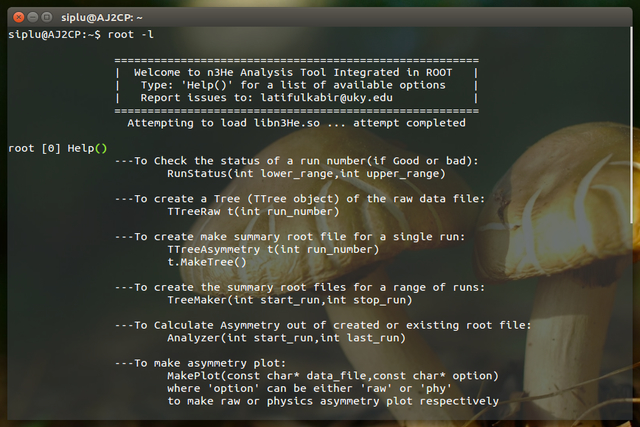 siplu@AJ2CP: ~
siplu@AJ2CP:~$ root -l
=======================================================
| Welcome to n3He Analysis Tool Integrated in ROOT |
| Type: 'Help()' for a list of available options |
| Report issues to: latifulkabir@uky.edu |
=======================================================
Attempting to load libn3He.so ... attempt completed
root [0] Help()
---To Check the status of a run number(if Good or bad):
RunStatus(int lower_range,int upper_range)
---To create a Tree (TTree object) of the raw data file:
TTreeRaw t(int run_number)
---To create make summary root file for a single run:
TTreeAsymmetry t(int run_number)
t.MakeTree()
---To create the summary root files for a range of runs:
TreeMaker(int start_run,int stop_run)
---To Calculate Asymmetry out of created or existing root file:
Analyzer(int start_run,int last_run)
---To make asymmetry plot:
MakePlot(const char* data_file,const char* option)
where 'option' can be either 'raw' or 'phy'
to make raw or physics asymmetry plot respectively